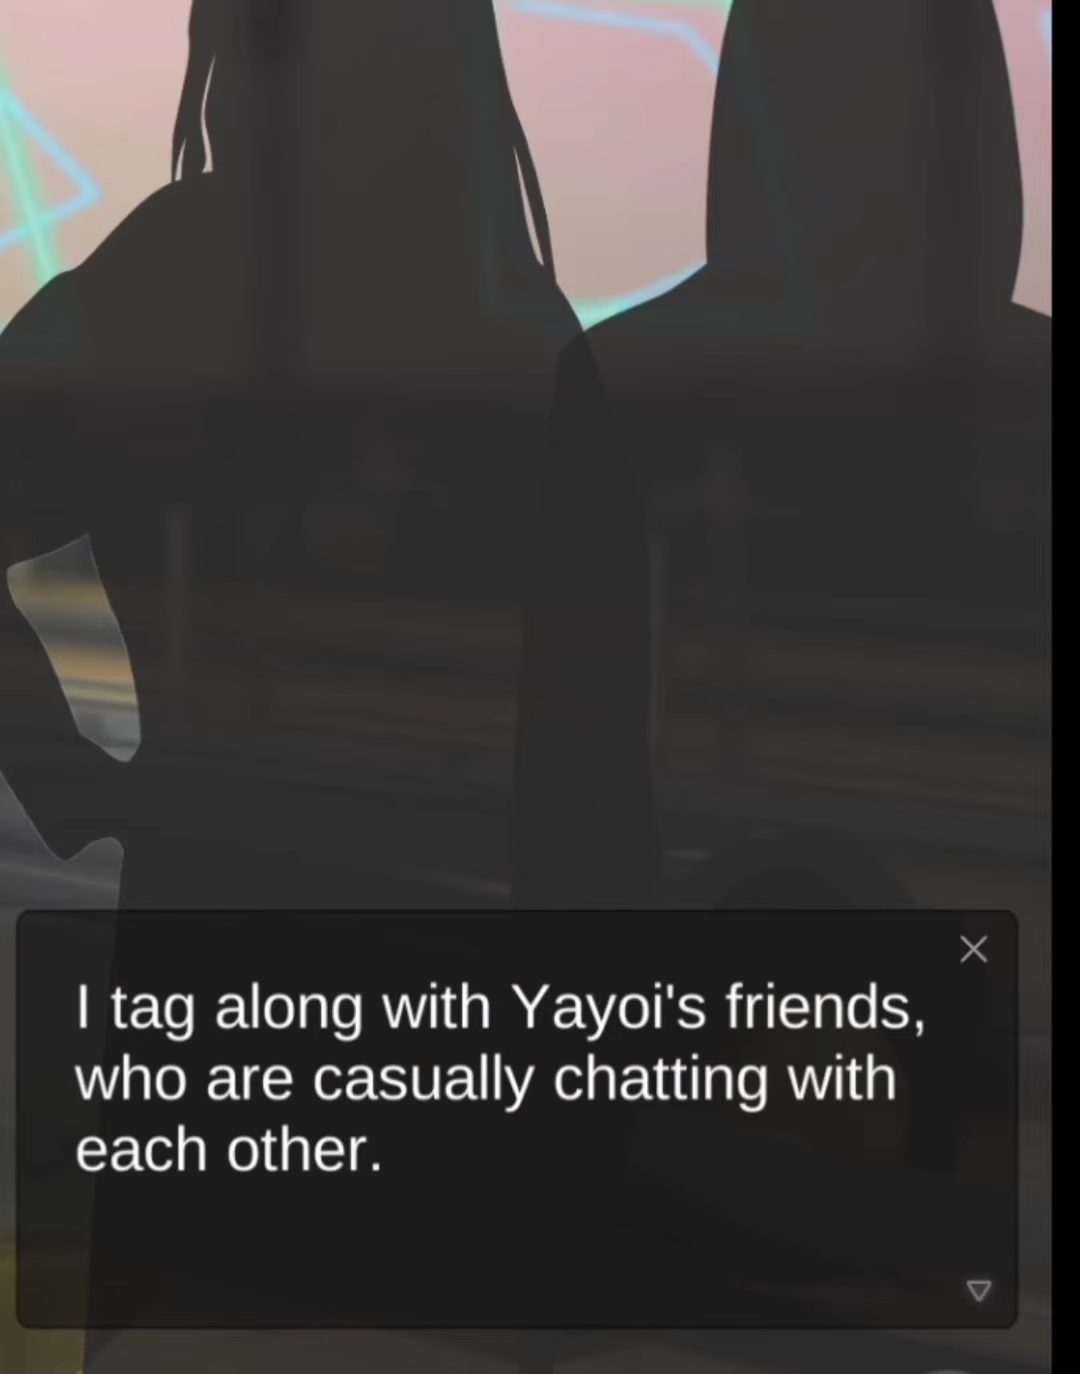 I tag along with Yayoi's friends,
who are casually chatting with
each other.